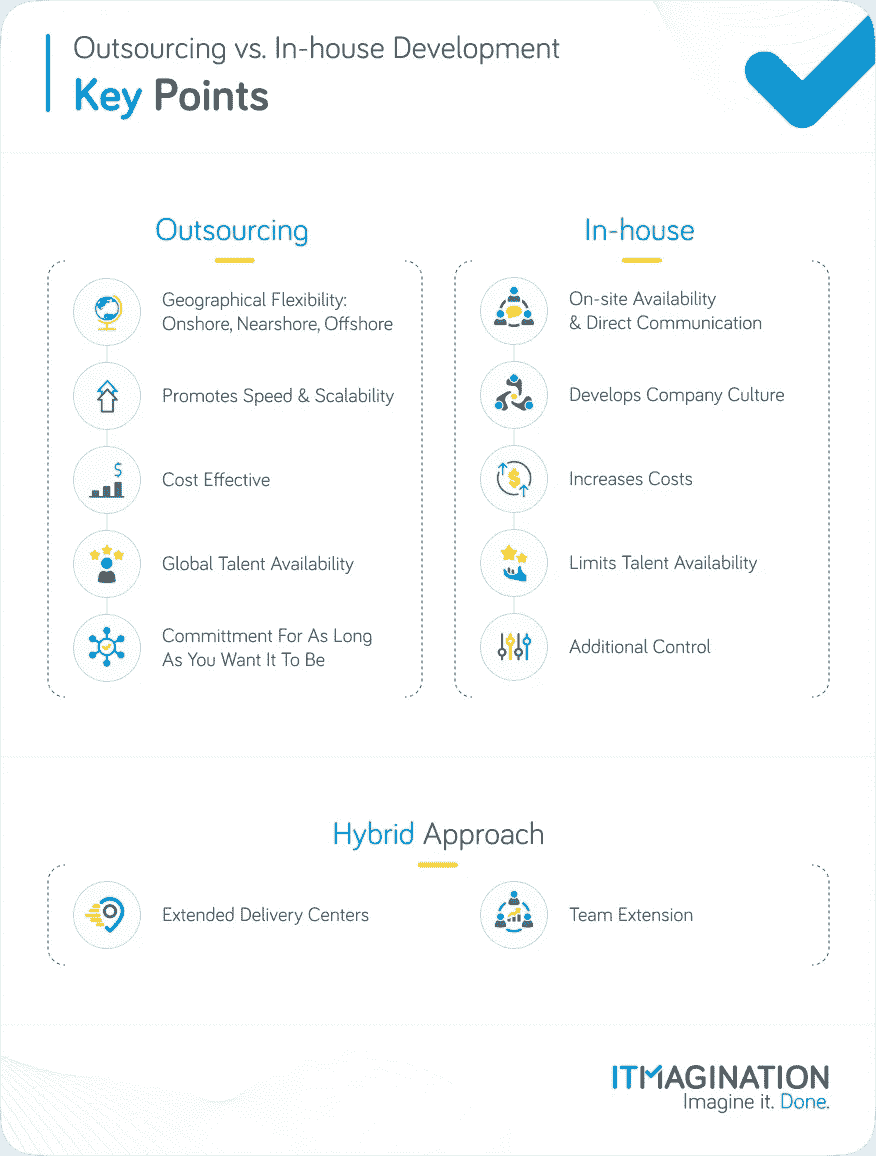 Outsourcing vs. In-house Development
Key Points
Outsourcing
Geographical Flexibility:
Onshore, Nearshore, Offshore
Promotes Speed & Scalability
$
Cost Effective
Global Talent Availability
Committment For As Long
As You Want It To Be
In-house
On-site Availability
& Direct Communication
Develops Company Culture
$
Increases Costs
Limits Talent Availability
Additional Control
Hybrid Approach
Extended Delivery Centers
Team Extension
ITMAGINATION
Imagine it. Done.